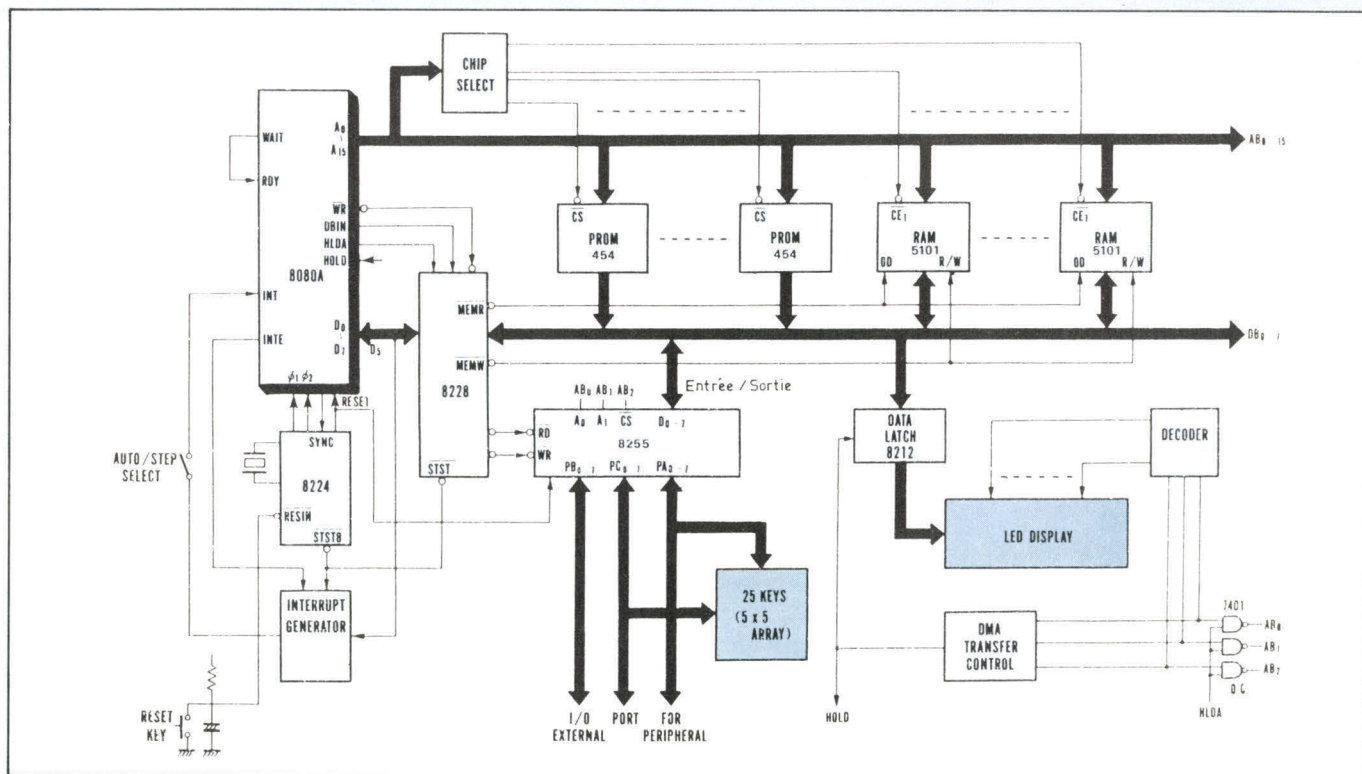 CHIP
SELECT
WAIT
RDY
A0
A15
WR
DBIN
HLDA
HOLD
8080A
INT
INTE
D0
D7
D5
φ1 φ2
RESET
AB0 15
CS
PROM
454
CS
PROM
454
CE1
RAM
5101
OD R/W
CE1
RAM
5101
OD R/W
MEMR
MEMW
8228
STST
DB0 7
Entrée / Sortie
AB0 AB1 AB2
A0 A1 CS D0-7
8255
RD
WR
PB0 7 PC0 7 PA0-7
SYNC
8224
RESIN
STSTB
AUTO/STEP
SELECT
INTERRUPT
GENERATOR
RESET
KEY
DATA
LATCH
8212
DECODER
LED DISPLAY
25 KEYS
(5 x 5
ARRAY)
DMA
TRANSFER
CONTROL
7401
AB0
AB1
AB2
HLDA
HOLD
I/O PORT FOR
EXTERNAL PERIPHERAL